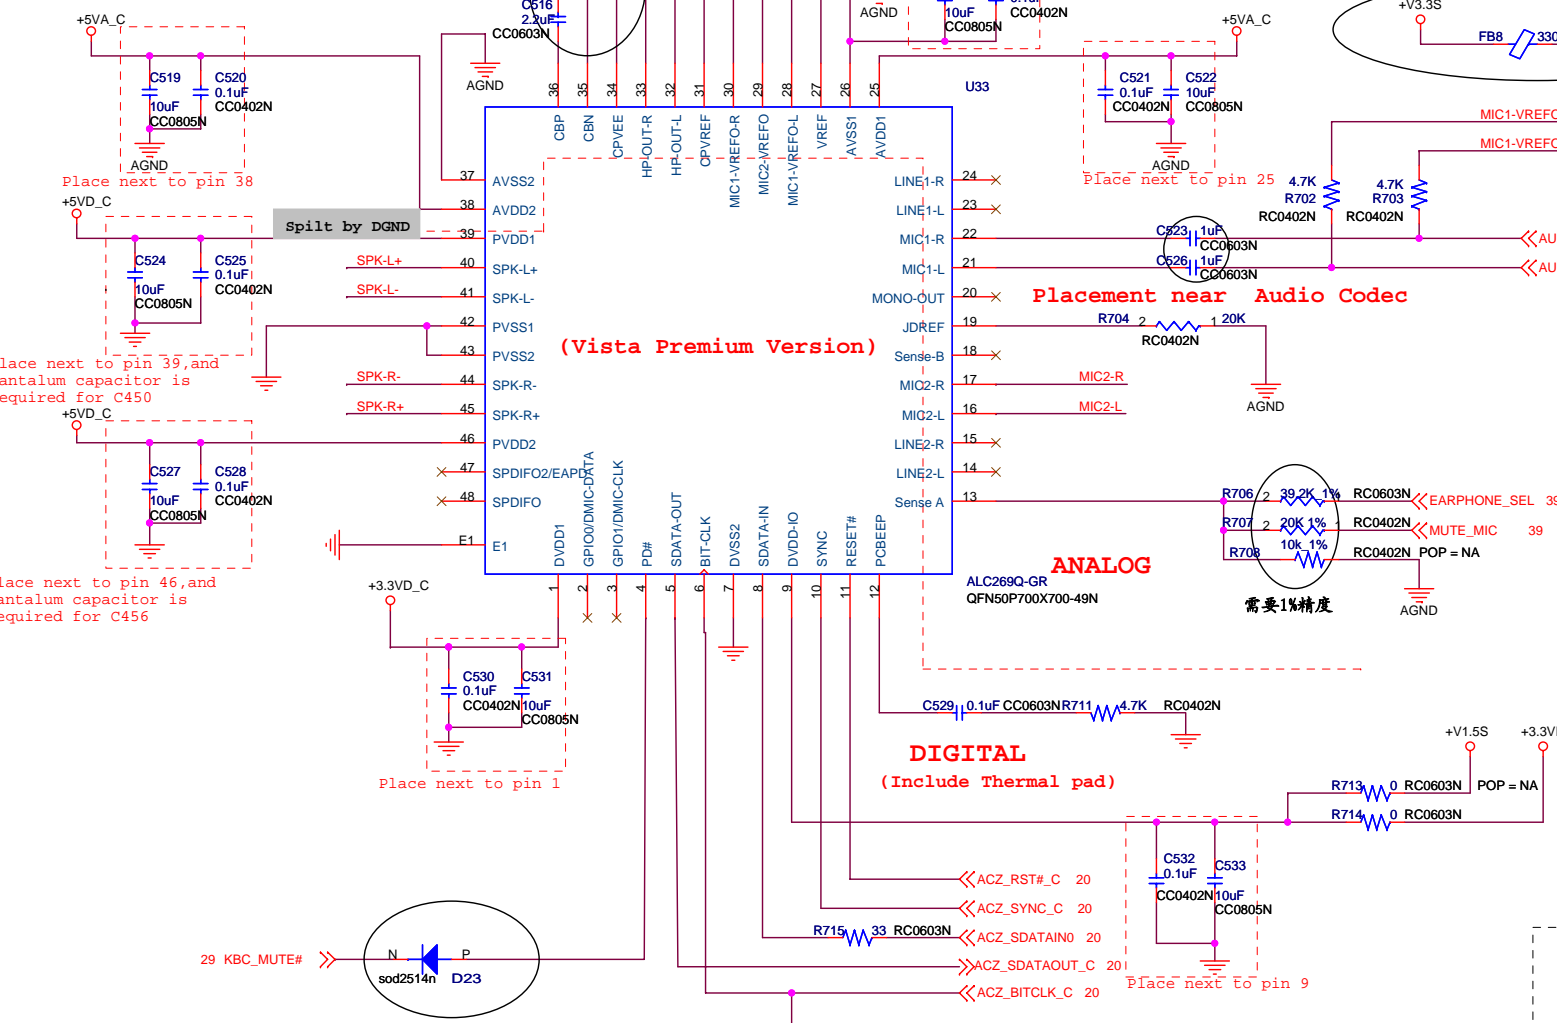 C516
2.2uF
CC0603N
AGND
10uF
CC0805N
CC0402N
+5VA_C
+V3.3S
FB8
330
+5VA_C
C519
10uF
CC0805N
C520
0.1uF
CC0402N
AGND
Place next to pin 38
AGND
U33
C521
0.1uF
CC0402N
C522
10uF
CC0805N
AGND
Place next to pin 25
36
35
34
33
32
31
30
29
28
27
26
25
CBP
CBN
CPVEE
HP-OUT-R
HP-OUT-L
CPVREF
MIC1-VREFO-R
MIC2-VREFO
MIC1-VREFO-L
VREF
AVSS1
AVDD1
MIC1-VREFO
MIC1-VREFO
4.7K
R702
RC0402N
4.7K
R703
RC0402N
37 AVSS2
38 AVDD2
39 PVDD1
40 SPK-L+
41 SPK-L-
42 PVSS1
43 PVSS2
44 SPK-R-
45 SPK-R+
46 PVDD2
47 SPDIFO2/EAPD
48 SPDIFO
E1 E1
LINE1-R 24
LINE1-L 23
MIC1-R 22
MIC1-L 21
MONO-OUT 20
JDREF 19
Sense-B 18
MIC2-R 17
MIC2-L 16
LINE2-R 15
LINE2-L 14
Sense A 13
+5VD_C
Spilt by DGND
C524
10uF
CC0805N
C525
0.1uF
CC0402N
lace next to pin 39,and
antalum capacitor is
equired for C450
SPK-L+
SPK-L-
SPK-R-
SPK-R+
(Vista Premium Version)
C523 1uF
CC0603N
C526 1uF
CC0603N
AU
AU
Placement near Audio Codec
R704 2 1 20K
RC0402N
AGND
MIC2-R
MIC2-L
+5VD_C
C527
10uF
CC0805N
C528
0.1uF
CC0402N
lace next to pin 46,and
antalum capacitor is
equired for C456
R706 2 39.2K_1% RC0603N EARPHONE_SEL 39
R707 2 20K 1% 1 RC0402N MUTE_MIC 39
R708 10k_1% RC0402N POP = NA
AGND
需要1%精度
ANALOG
DVDD1
GPIO0/DMIC-DATA
GPIO1/DMIC-CLK
PD#
SDATA-OUT
BIT-CLK
DVSS2
SDATA-IN
DVDD-IO
SYNC
RESET#
PCBEEP
1
2
3
4
5
6
7
8
9
10
11
12
ALC269Q-GR
QFN50P700X700-49N
+3.3VD_C
C530
0.1uF
CC0402N
C531
10uF
CC0805N
Place next to pin 1
C529 0.1uF CC0603N R711 4.7K RC0402N
DIGITAL
(Include Thermal pad)
+V1.5S
R713 0 RC0603N POP = NA
R714 0 RC0603N
C532
0.1uF
CC0402N
C533
10uF
CC0805N
Place next to pin 9
ACZ_RST#_C 20
ACZ_SYNC_C 20
R715 33 RC0603N ACZ_SDATAIN0 20
ACZ_SDATAOUT_C 20
ACZ_BITCLK_C 20
29 KBC_MUTE#
N P
sod2514n D23